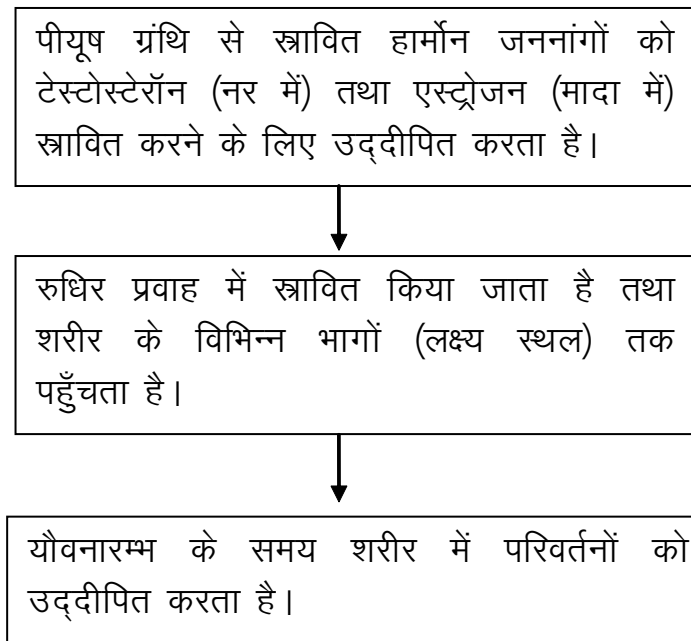 पीयूष ग्रंथि से स्रावित हार्मोन जननांगों को
टेस्टोस्टेरॉन (नर में) तथा एस्ट्रोजन (मादा में)
स्रावित करने के लिए उद्दीपित करता है।
रुधिर प्रवाह में स्रावित किया जाता है तथा
शरीर के विभिन्न भागों (लक्ष्य स्थल) तक
पहुँचता है।
यौवनारम्भ के समय शरीर में परिवर्तनों को
उद्दीपित करता है।